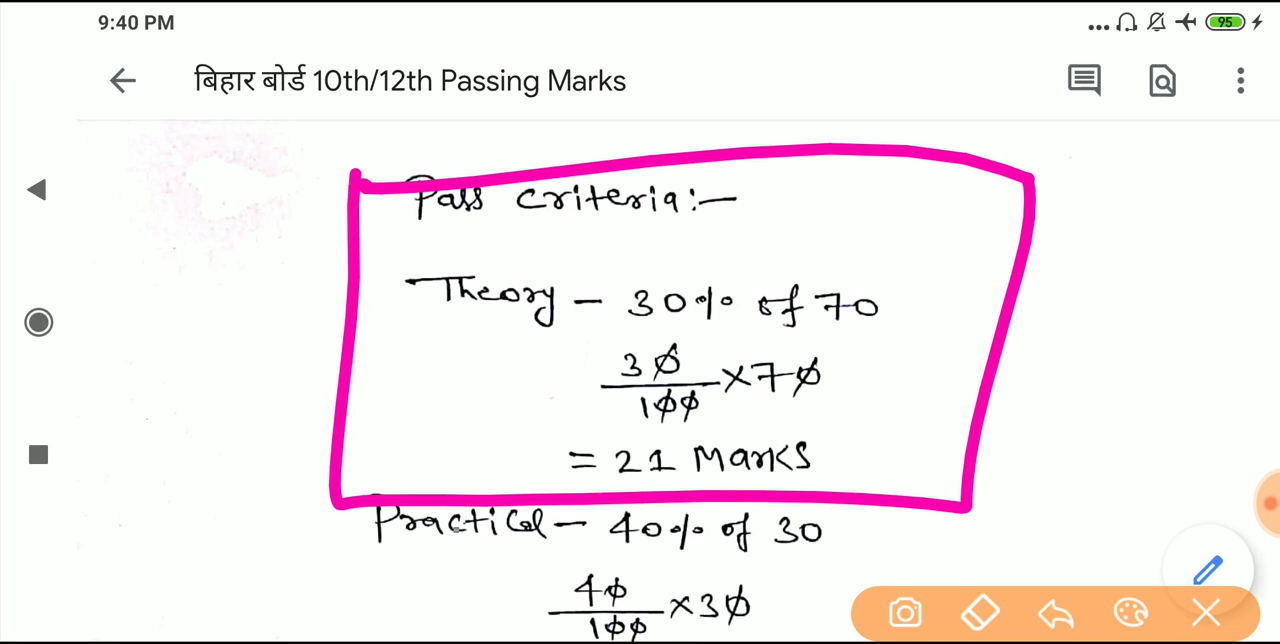 9:40 PM
95
बिहार बोर्ड 10th/12th Passing Marks
Pass Criteria:-
Theory - 30% of 70
30/100 × 70
= 21 Marks
Practical - 40% of 30
40/100 × 30